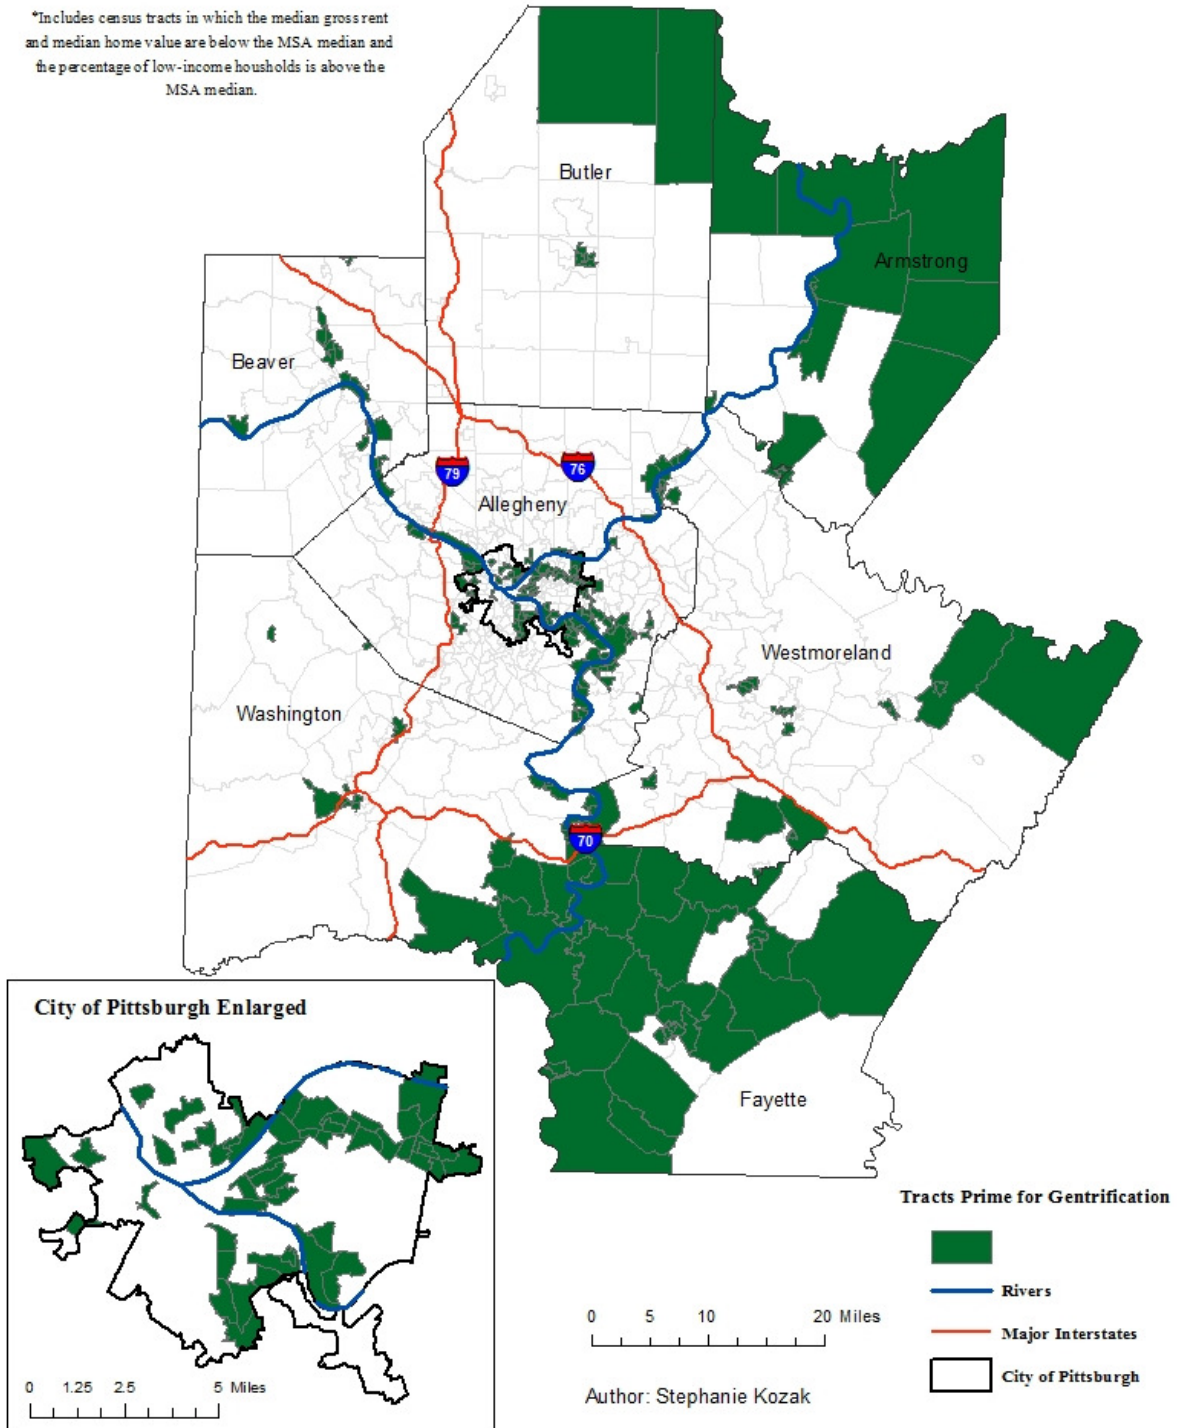 *Includes census tracts in which the median gross rent
and median home value are below the MSA median and
the percentage of low-income housholds is above the
MSA median.
Butler
Armstrong
Beaver
79
76
Allegheny
Westmoreland
Washington
70
City of Pittsburgh Enlarged
Fayette
Tracts Prime for Gentrification
Rivers
0 5 10 20 Miles
Major Interstates
City of Pittsburgh
0 1.25 2.5 5 Miles
Author: Stephanie Kozak